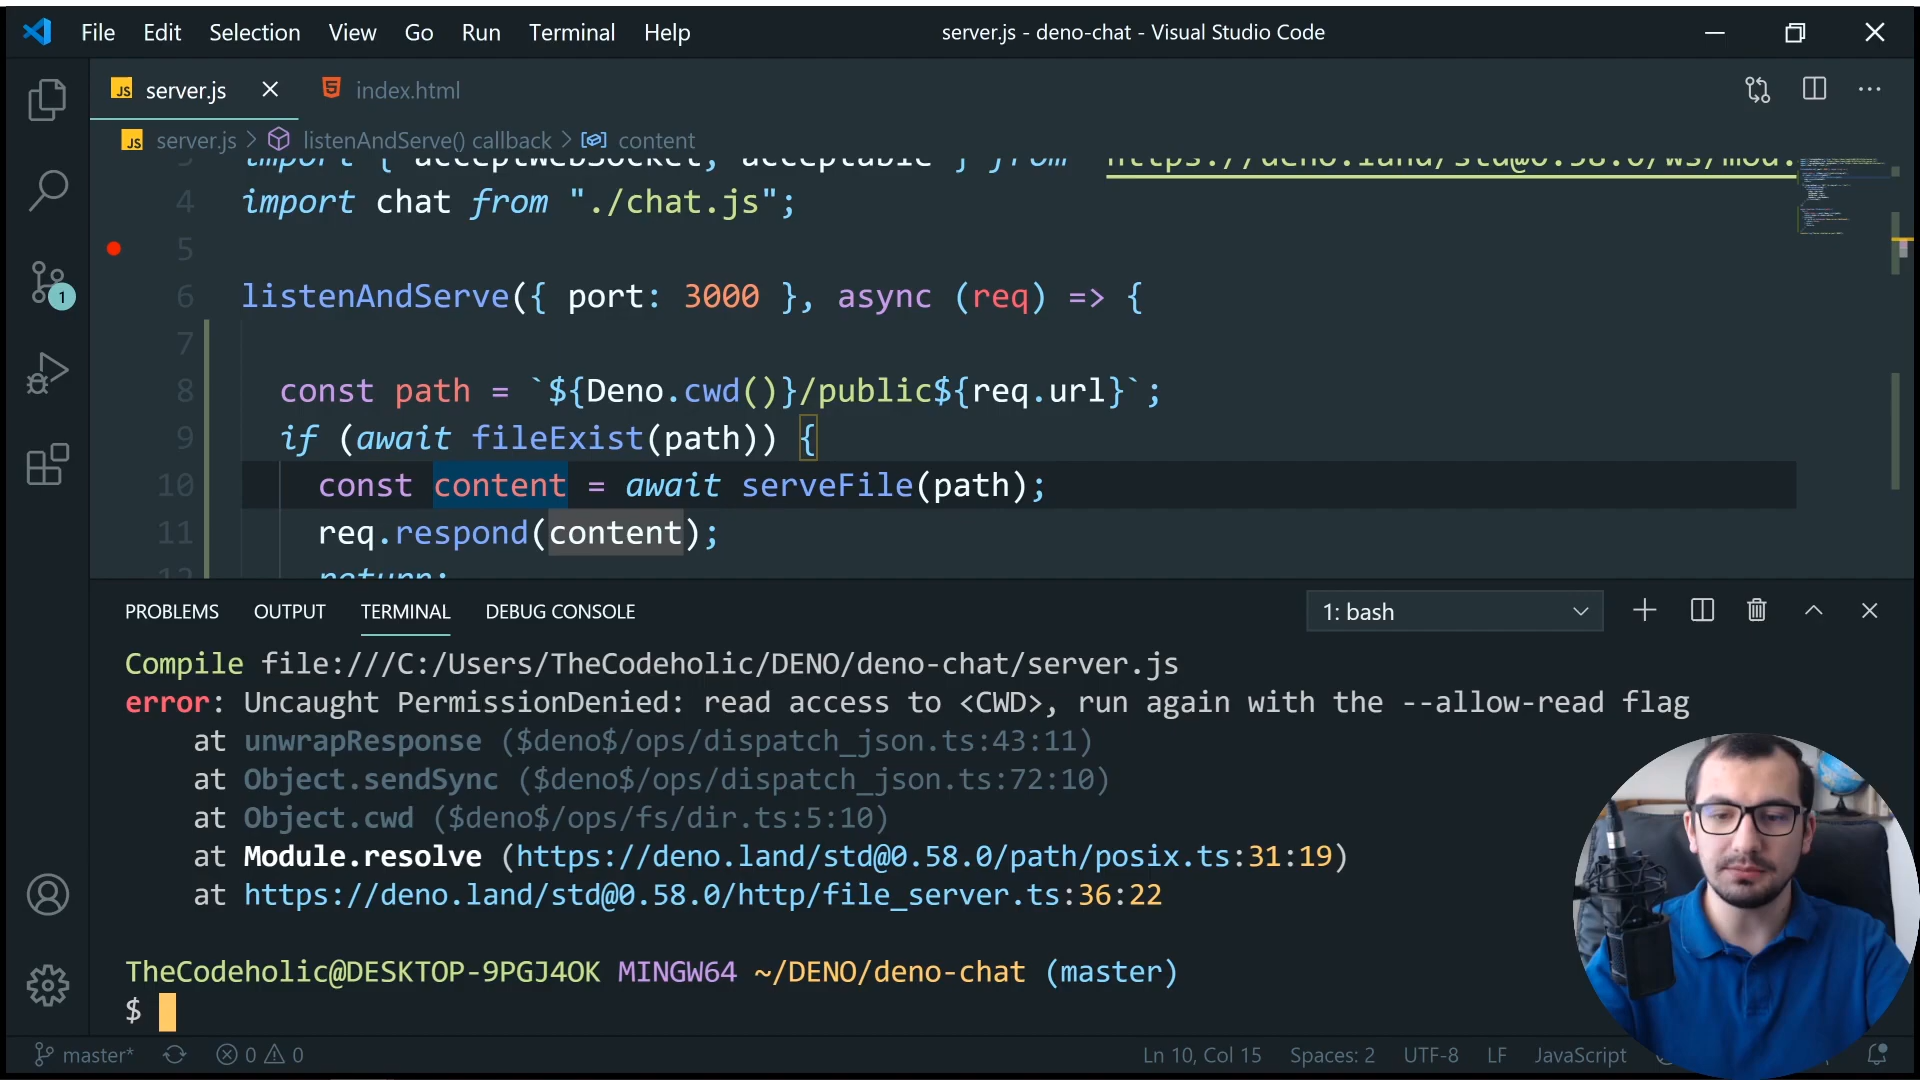 File Edit Selection View Go Run Terminal Help
server.js - deno-chat - Visual Studio Code
JS server.js
index.html
JS server.js > listenAndServe() callback > content
import { acceptWebSocket, acceptable } from "https://deno.land/std@0.58.0/ws/mod.
4 import chat from "./chat.js";
5
6 listenAndServe({ port: 3000 }, async (req) => {
7
8 const path = `${Deno.cwd()}/public${req.url}`;
9 if (await fileExist(path)) {
10 const content = await serveFile(path);
11 req.respond(content);
12 return;
1
PROBLEMS OUTPUT TERMINAL DEBUG CONSOLE
1: bash
Compile file:///C:/Users/TheCodeholic/DENO/deno-chat/server.js
error: Uncaught PermissionDenied: read access to <CWD>, run again with the --allow-read flag
at unwrapResponse ($deno$/ops/dispatch_json.ts:43:11)
at Object.sendSync ($deno$/ops/dispatch_json.ts:72:10)
at Object.cwd ($deno$/ops/fs/dir.ts:5:10)
at Module.resolve (https://deno.land/std@0.58.0/path/posix.ts:31:19)
at https://deno.land/std@0.58.0/http/file_server.ts:36:22
TheCodeholic@DESKTOP-9PGJ4OK MINGW64 ~/DENO/deno-chat (master)
$
master* 0 0
Ln 10, Col 15 Spaces: 2 UTF-8 LF JavaScript